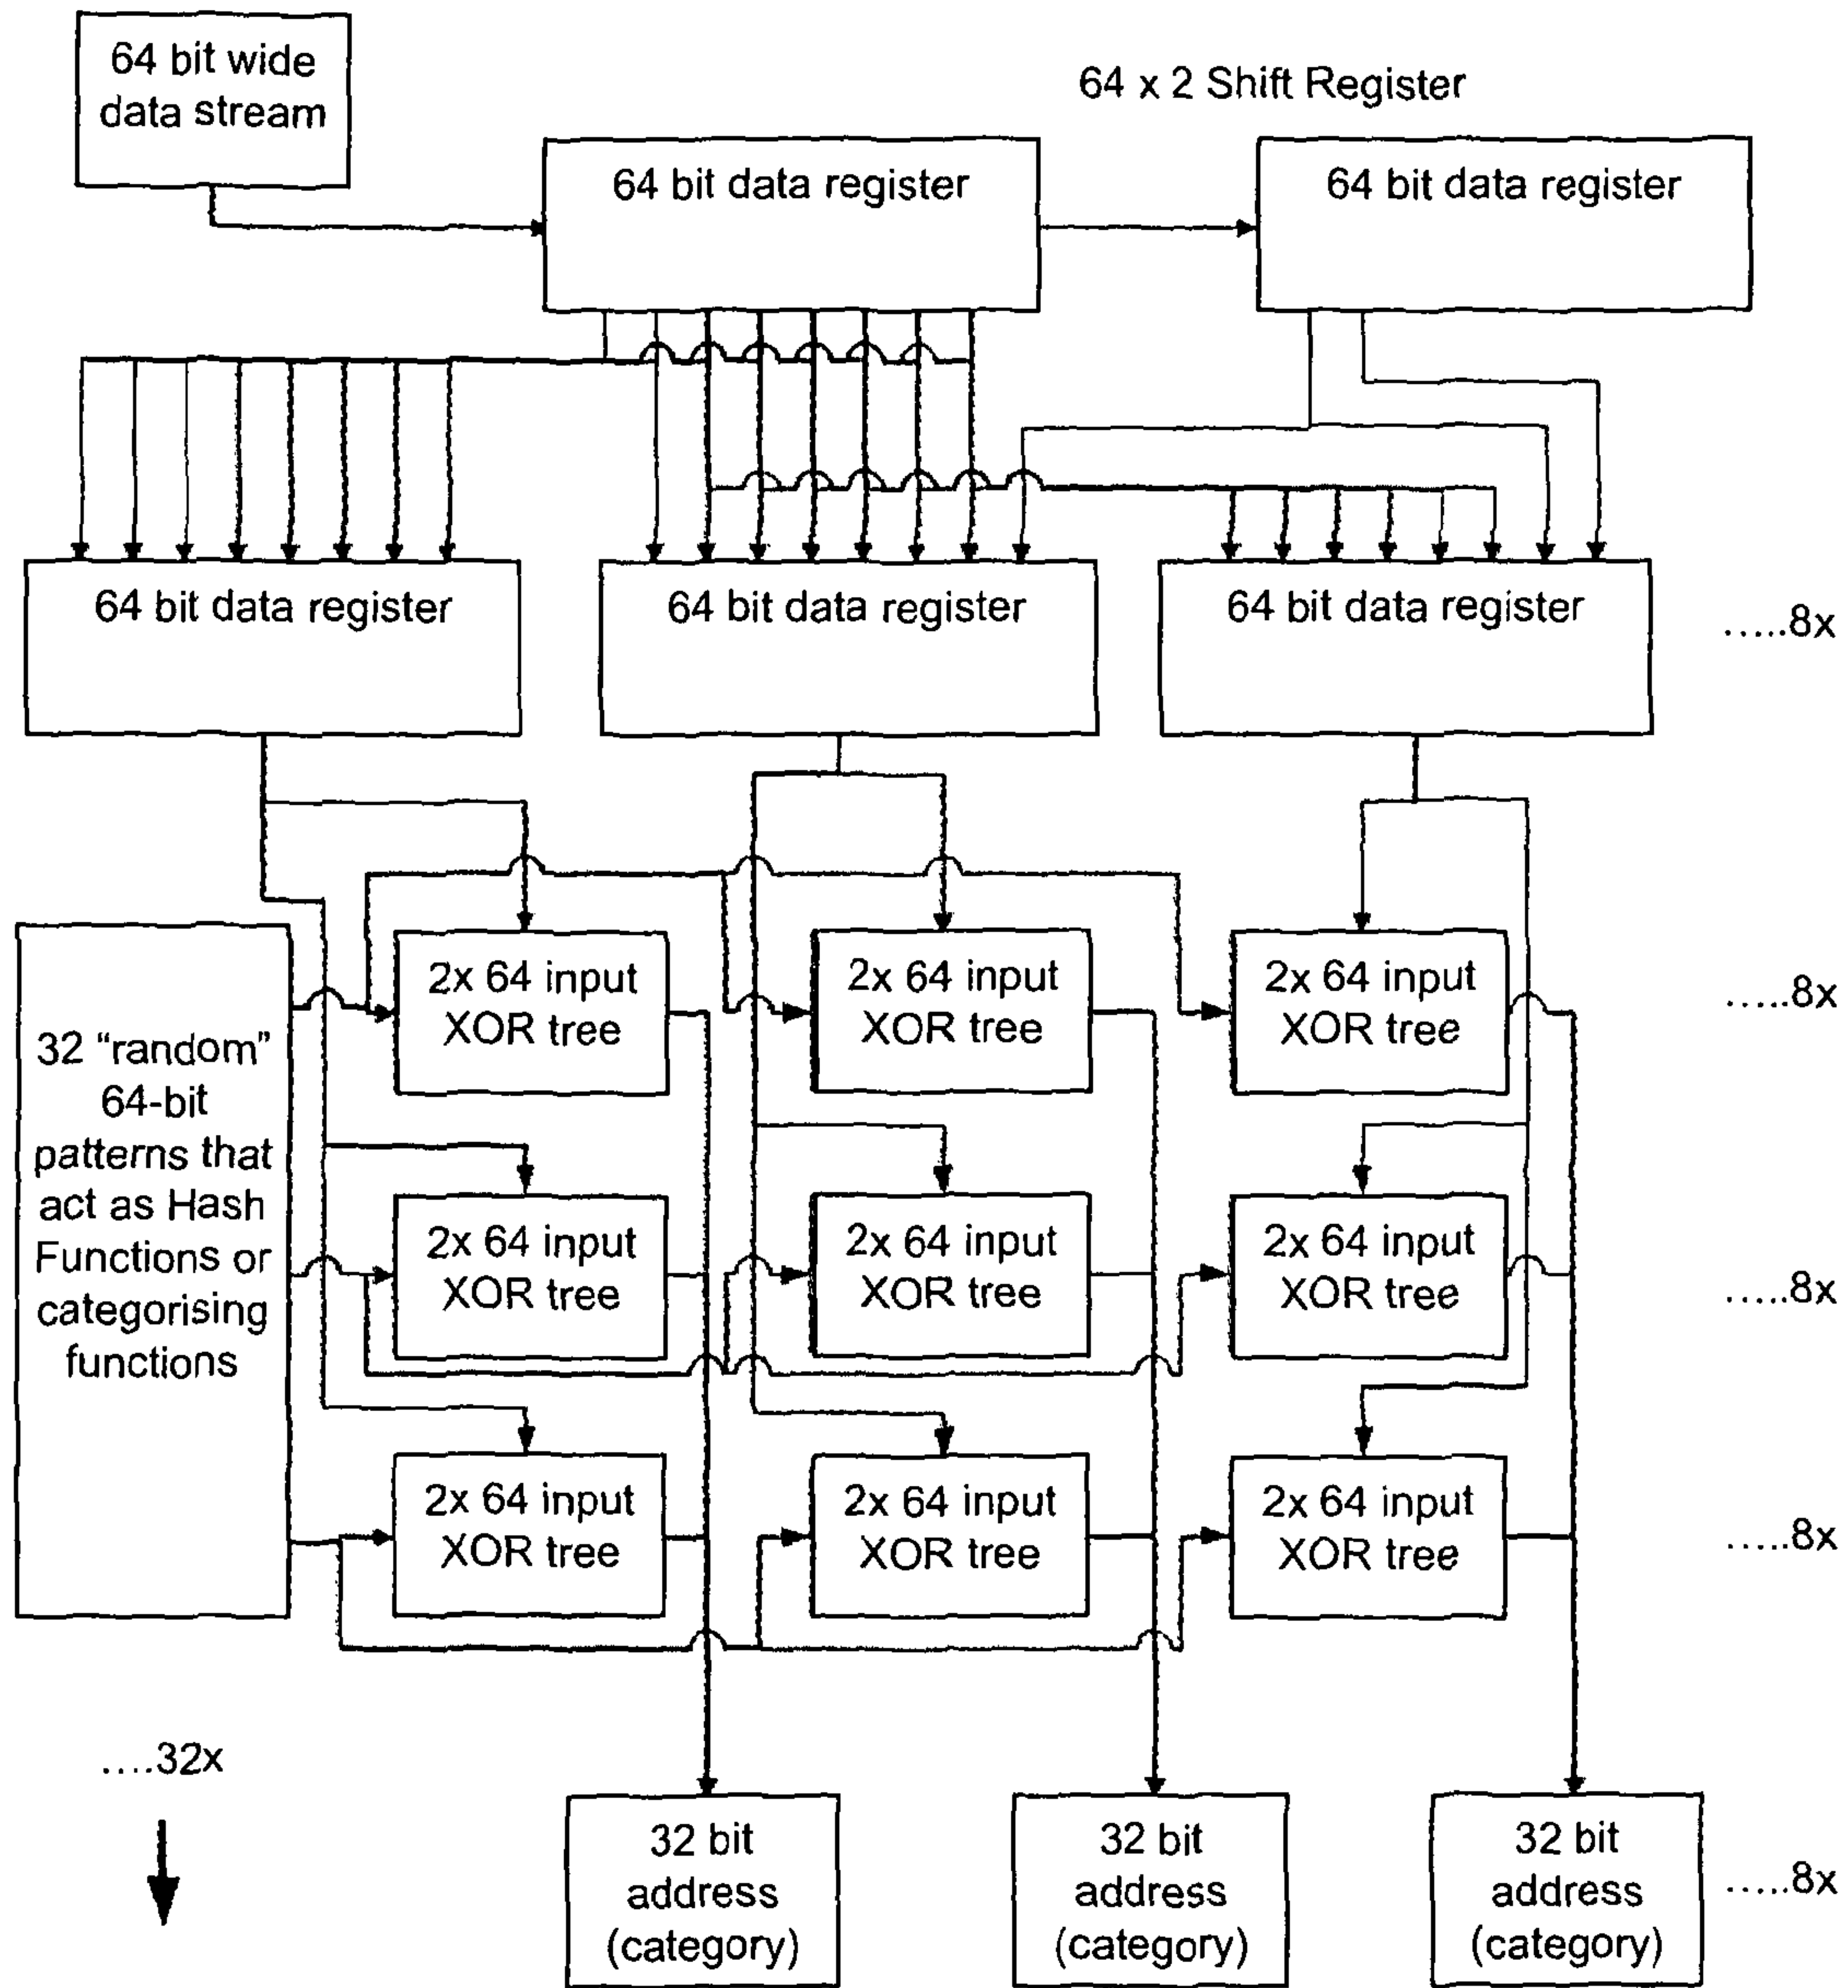 64 bit wide
data stream
64 x 2 Shift Register
64 bit data register
64 bit data register
64 bit data register
64 bit data register
64 bit data register
.....8x
2x 64 input
XOR tree
2x 64 input
XOR tree
2x 64 input
XOR tree
.....8x
32 “random”
64-bit
patterns that
act as Hash
Functions or
categorising
functions
2x 64 input
XOR tree
2x 64 input
XOR tree
2x 64 input
XOR tree
.....8x
2x 64 input
XOR tree
2x 64 input
XOR tree
2x 64 input
XOR tree
.....8x
....32x
32 bit
address
(category)
32 bit
address
(category)
32 bit
address
(category)
.....8x